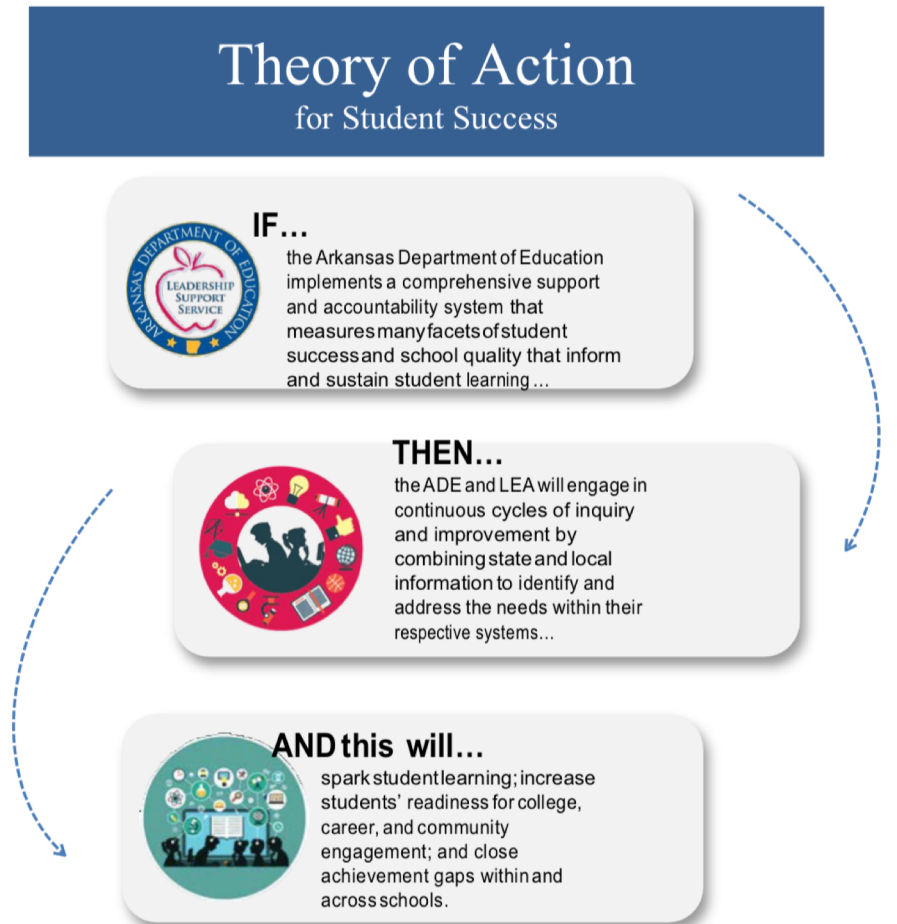 Theory of Action
for Student Success
IF...
ARKANSAS DEPARTMENT OF EDUCATION
LEADERSHIP
SUPPORT
SERVICE
the Arkansas Department of Education
implements a comprehensive support
and accountability system that
measures many facets of student
success and school quality that inform
and sustain student learning ...
THEN...
the ADE and LEA will engage in
continuous cycles of inquiry
and improvement by
combining state and local
information to identify and
address the needs within their
respective systems...
AND this will...
spark student learning; increase
students’ readiness for college,
career, and community
engagement; and close
achievement gaps within and
across schools.